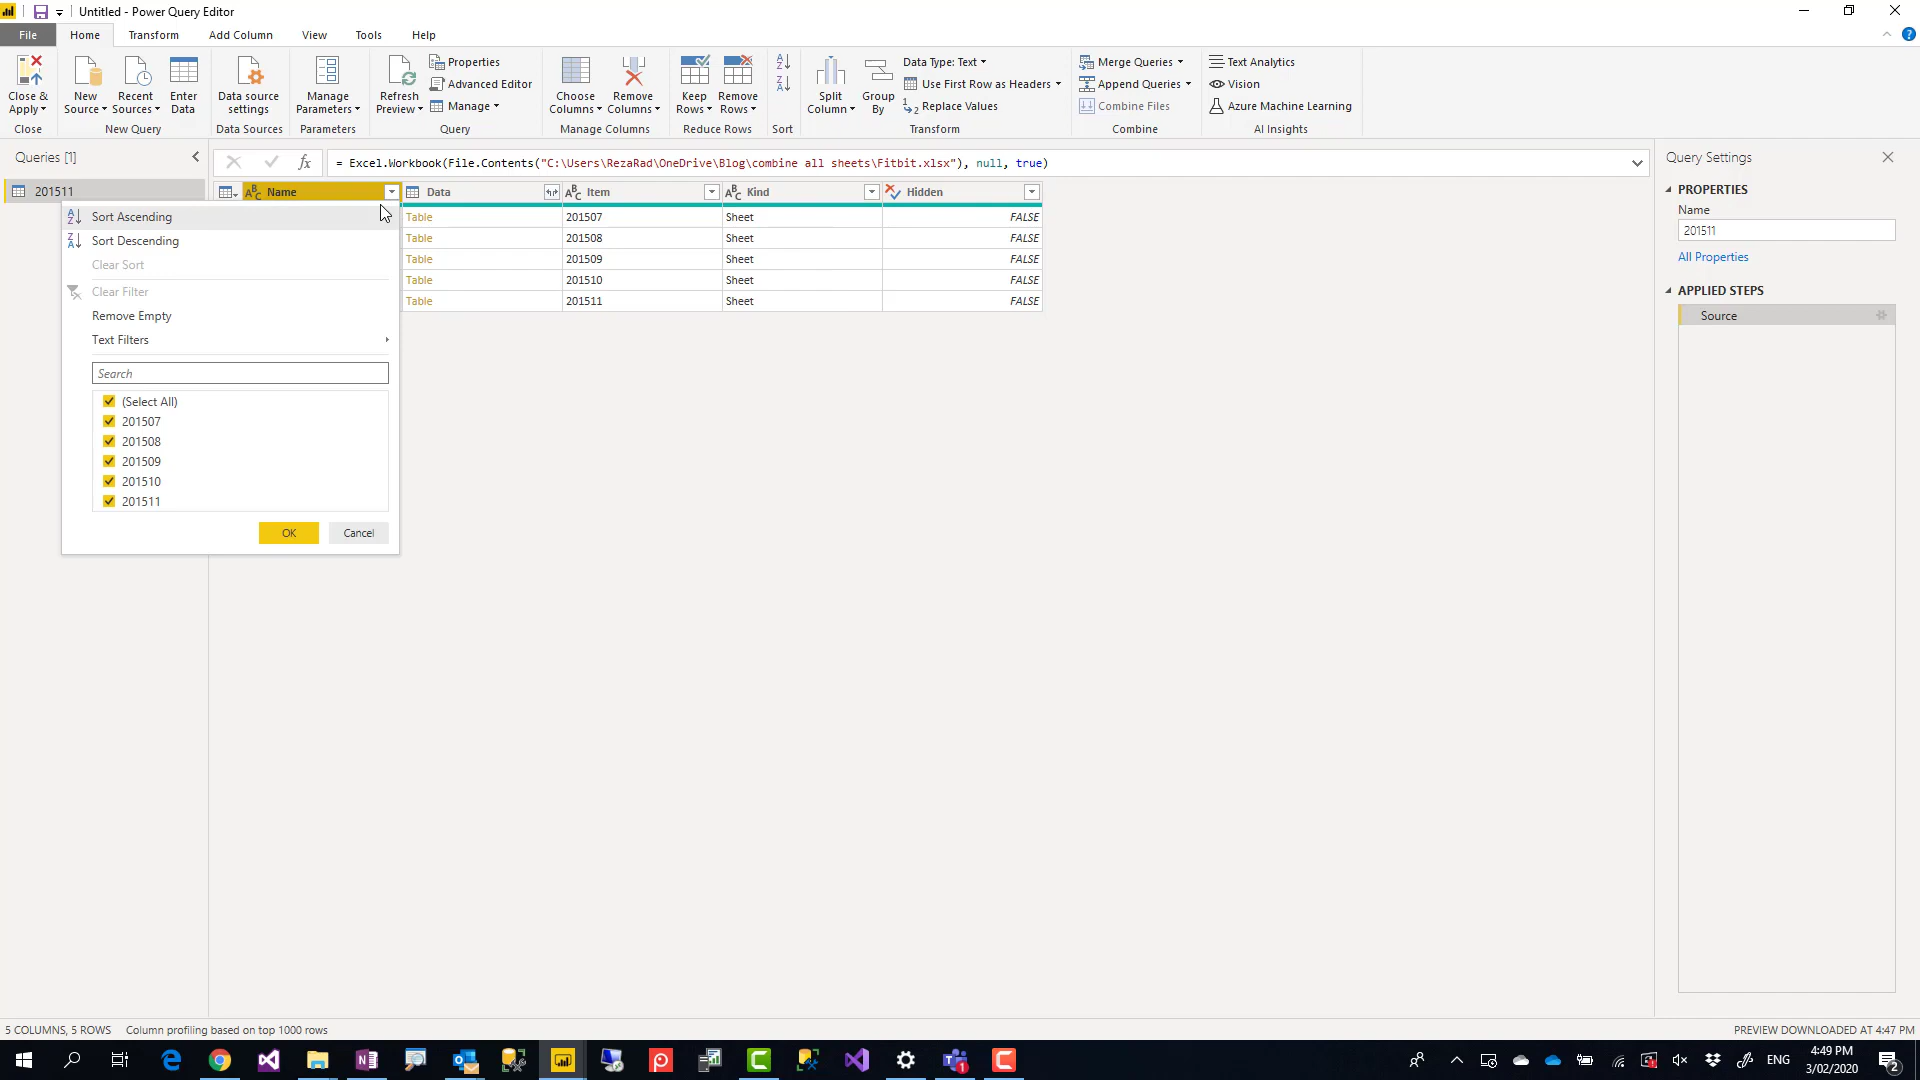 Untitled - Power Query Editor
File Home Transform Add Column View Tools Help
Close & Apply
New Source
Recent Sources
Enter Data
Data source settings
Manage Parameters
Refresh Preview
Properties
Advanced Editor
Manage
Choose Columns
Remove Columns
Keep Rows
Remove Rows
Split Column
Group By
Data Type: Text
Use First Row as Headers
Replace Values
Merge Queries
Append Queries
Combine Files
Text Analytics
Vision
Azure Machine Learning
Close New Query Data Sources Parameters Query Manage Columns Reduce Rows Sort Transform Combine AI Insights
Queries [1]
201511
fx = Excel.Workbook(File.Contents("C:\Users\RezaRad\OneDrive\Blog\combine all sheets\Fitbit.xlsx"), null, true)
Name Data Item Kind Hidden
Table 201507 Sheet FALSE
Table 201508 Sheet FALSE
Table 201509 Sheet FALSE
Table 201510 Sheet FALSE
Table 201511 Sheet FALSE
Sort Ascending
Sort Descending
Clear Sort
Clear Filter
Remove Empty
Text Filters
Search
(Select All)
201507
201508
201509
201510
201511
OK Cancel
Query Settings
PROPERTIES
Name
201511
All Properties
APPLIED STEPS
Source
5 COLUMNS, 5 ROWS Column profiling based on top 1000 rows
PREVIEW DOWNLOADED AT 4:47 PM
ENG
4:49 PM
3/02/2020
2